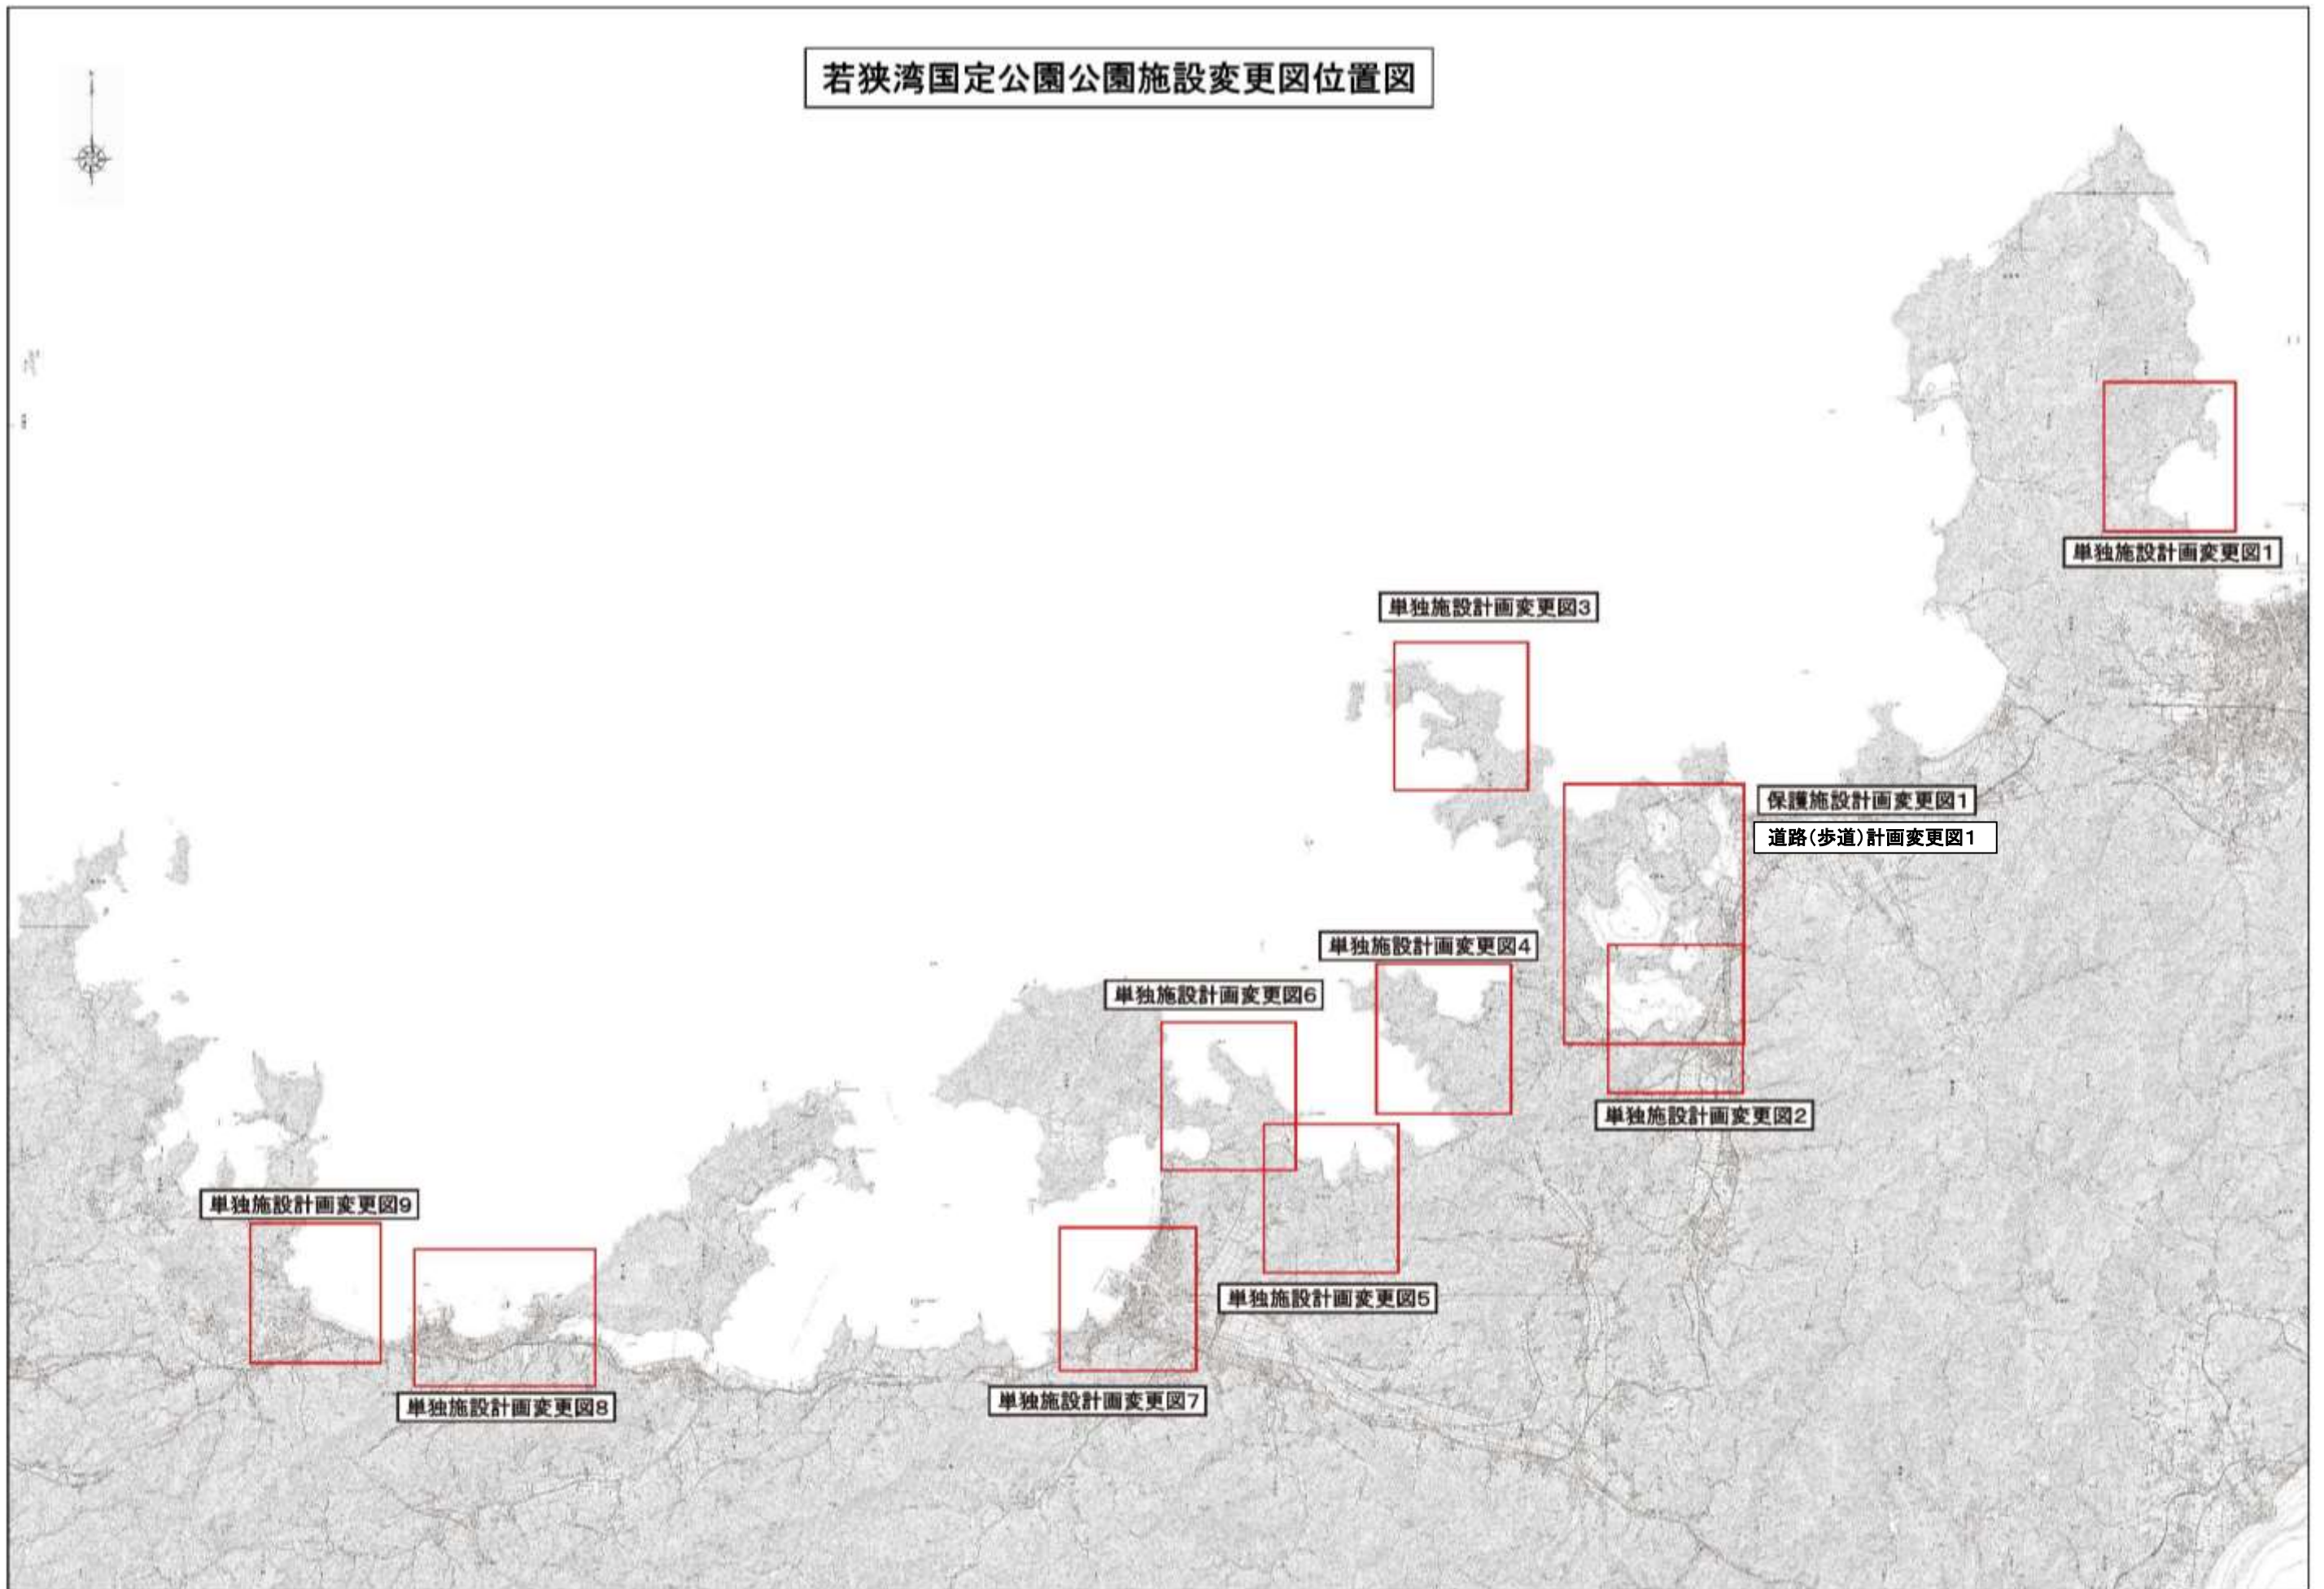 若狭湾国定公園公園施設変更図位置図
単独施設計画変更図1
単独施設計画変更図3
保護施設計画変更図1
道路(歩道)計画変更図1
単独施設計画変更図4
単独施設計画変更図6
単独施設計画変更図2
単独施設計画変更図9
単独施設計画変更図5
単独施設計画変更図7
単独施設計画変更図8